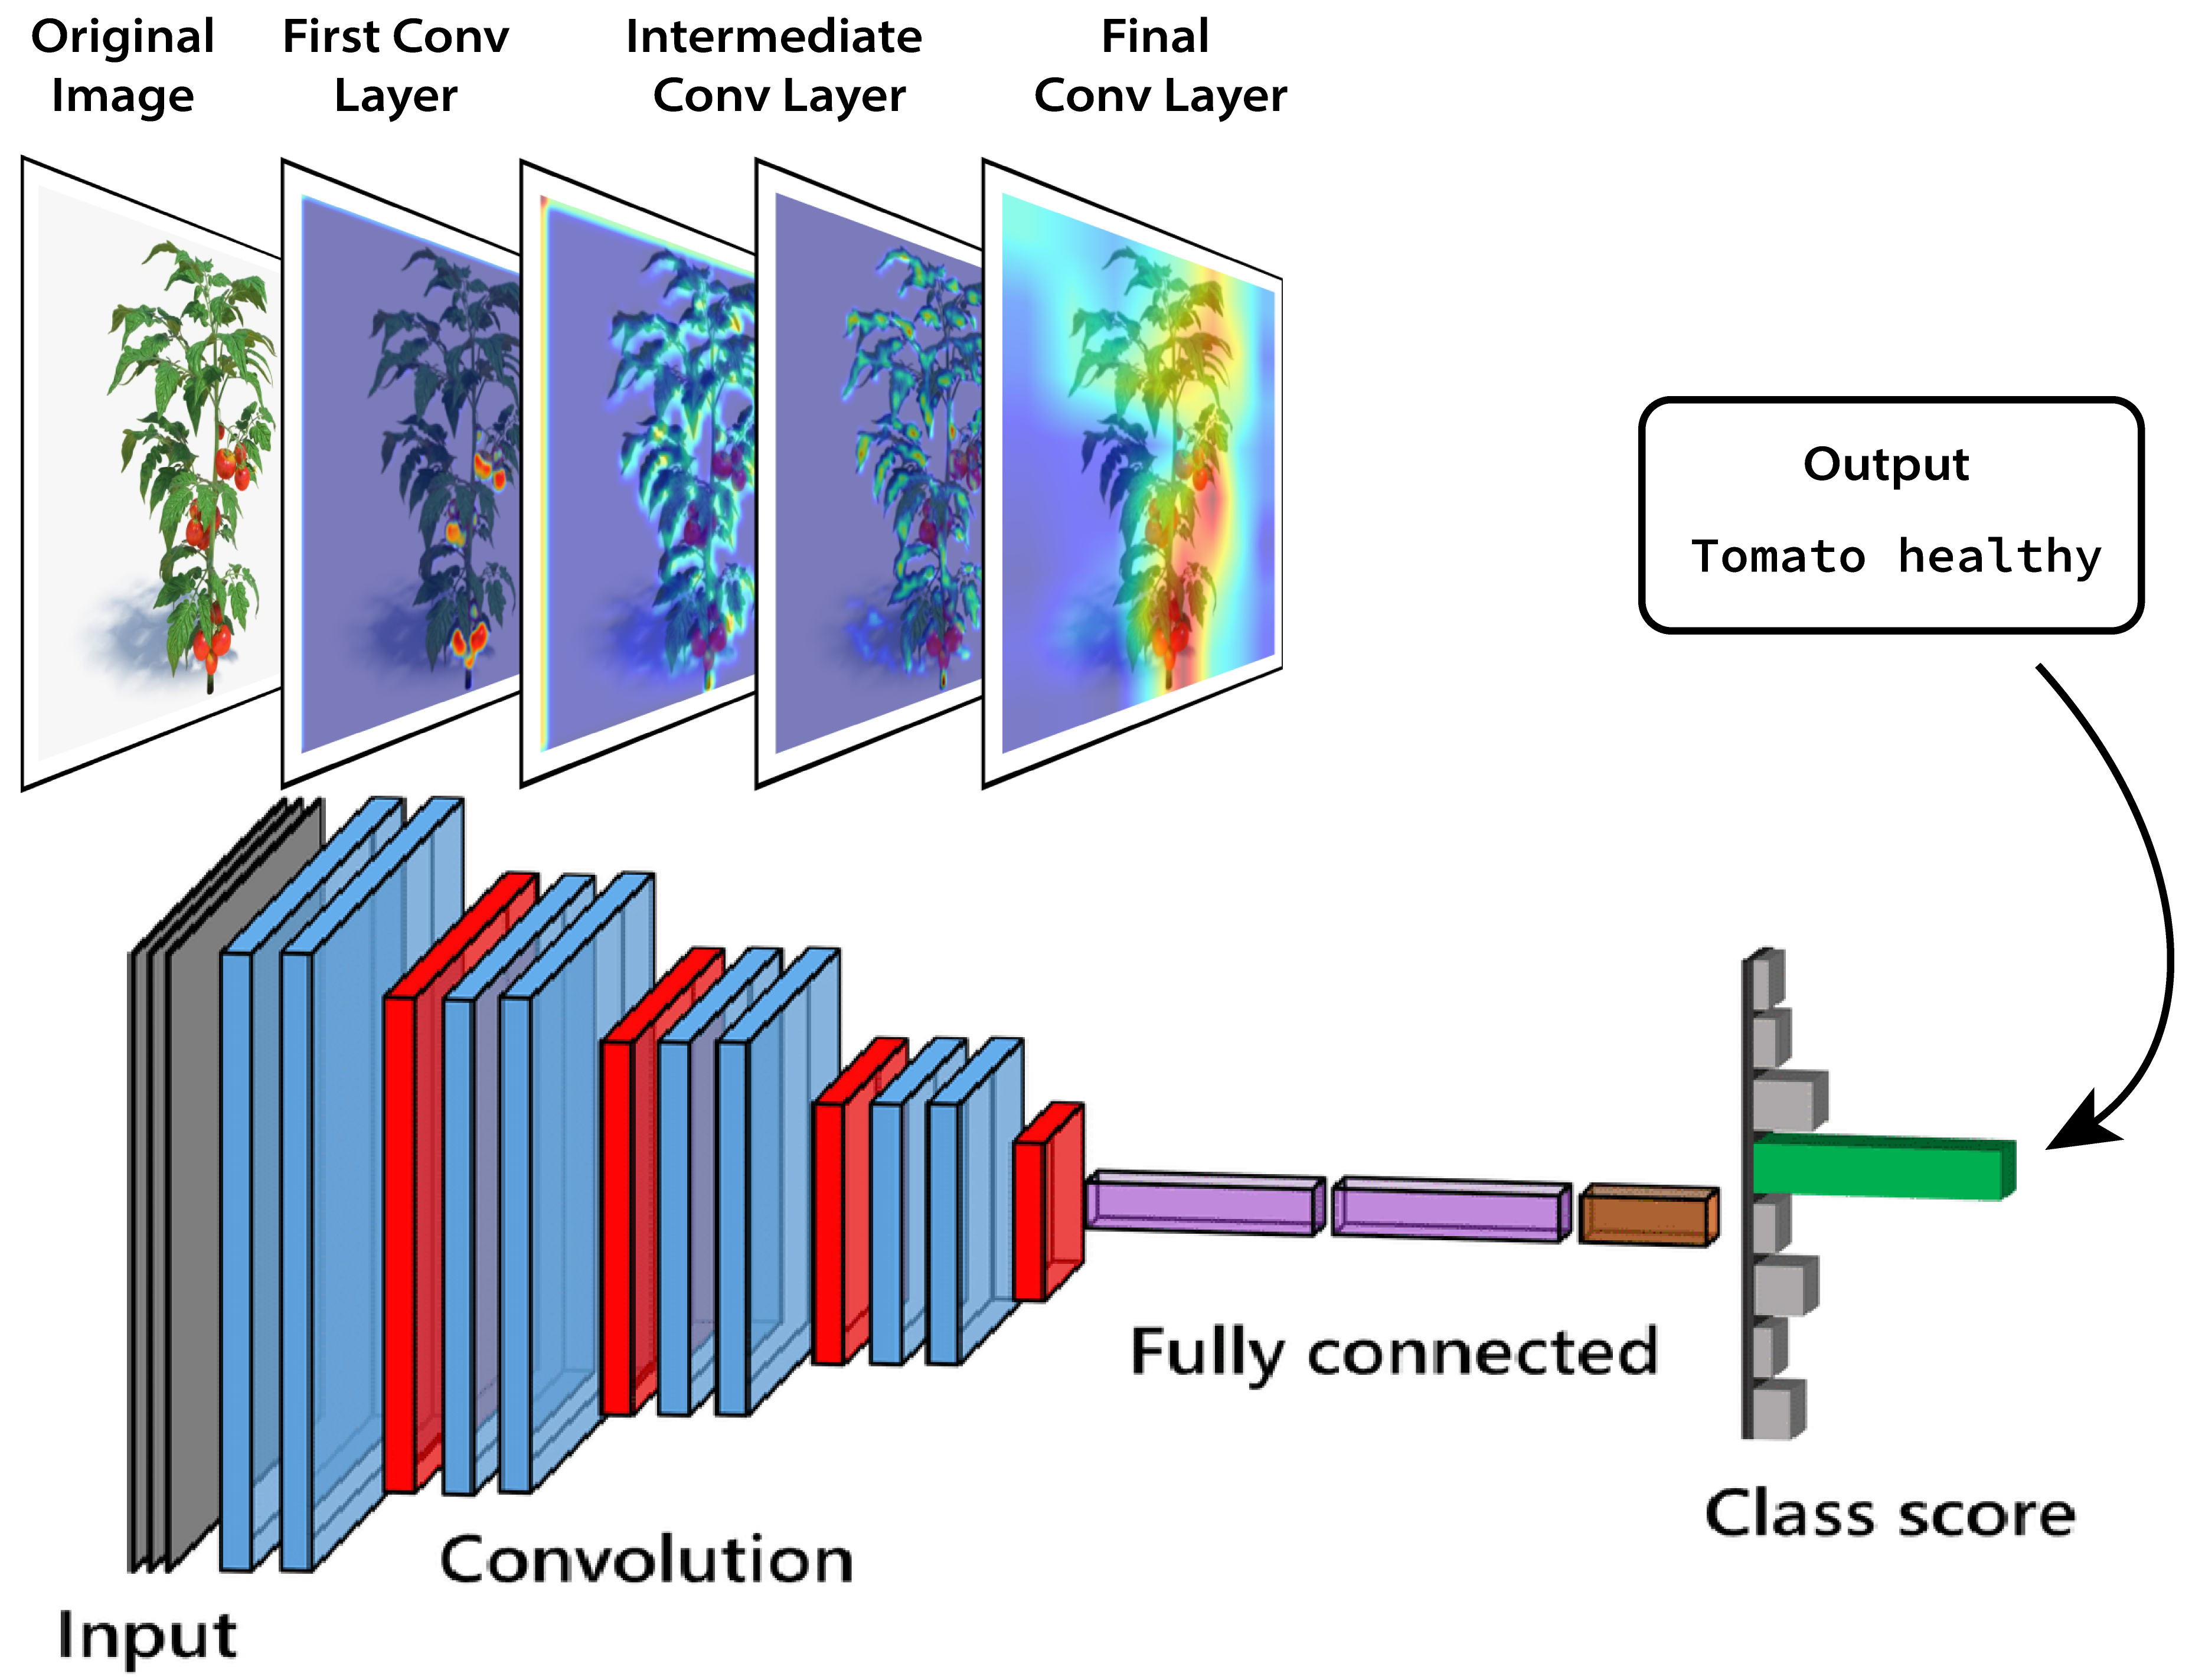 Original
Image
First Conv
Layer
Intermediate
Conv Layer
Final
Conv Layer
Output
Tomato healthy
Fully connected
Class score
Convolution
Input